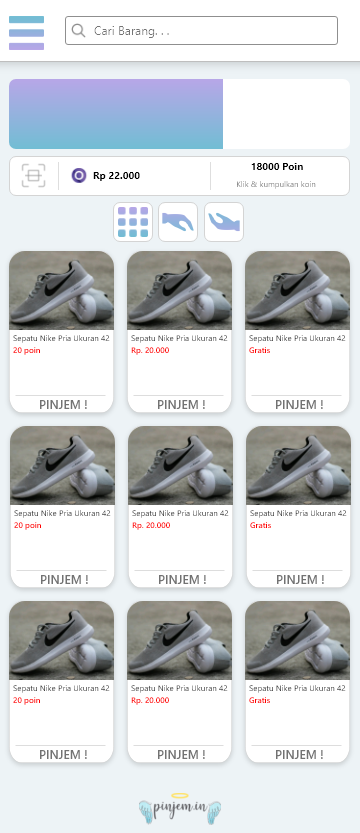 Cari Barang. . .
Rp 22.000
18000 Poin
Klik & kumpulkan koin
Sepatu Nike Pria Ukuran 42
20 poin
PINJEM !
Sepatu Nike Pria Ukuran 42
Rp. 20.000
PINJEM !
Sepatu Nike Pria Ukuran 42
Gratis
PINJEM !
Sepatu Nike Pria Ukuran 42
20 poin
PINJEM !
Sepatu Nike Pria Ukuran 42
Rp. 20.000
PINJEM !
Sepatu Nike Pria Ukuran 42
Gratis
PINJEM !
Sepatu Nike Pria Ukuran 42
20 poin
PINJEM !
Sepatu Nike Pria Ukuran 42
Rp. 20.000
PINJEM !
Sepatu Nike Pria Ukuran 42
Gratis
PINJEM !
pinjem.in